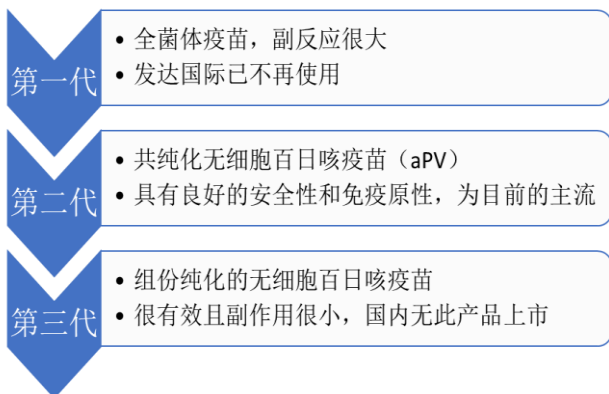 第一代
• 全菌体疫苗，副反应很大
• 发达国际已不再使用
第二代
• 共纯化无细胞百日咳疫苗（aPV）
• 具有良好的安全性和免疫原性，为目前的主流
第三代
• 组份纯化的无细胞百日咳疫苗
• 很有效且副作用很小，国内无此产品上市